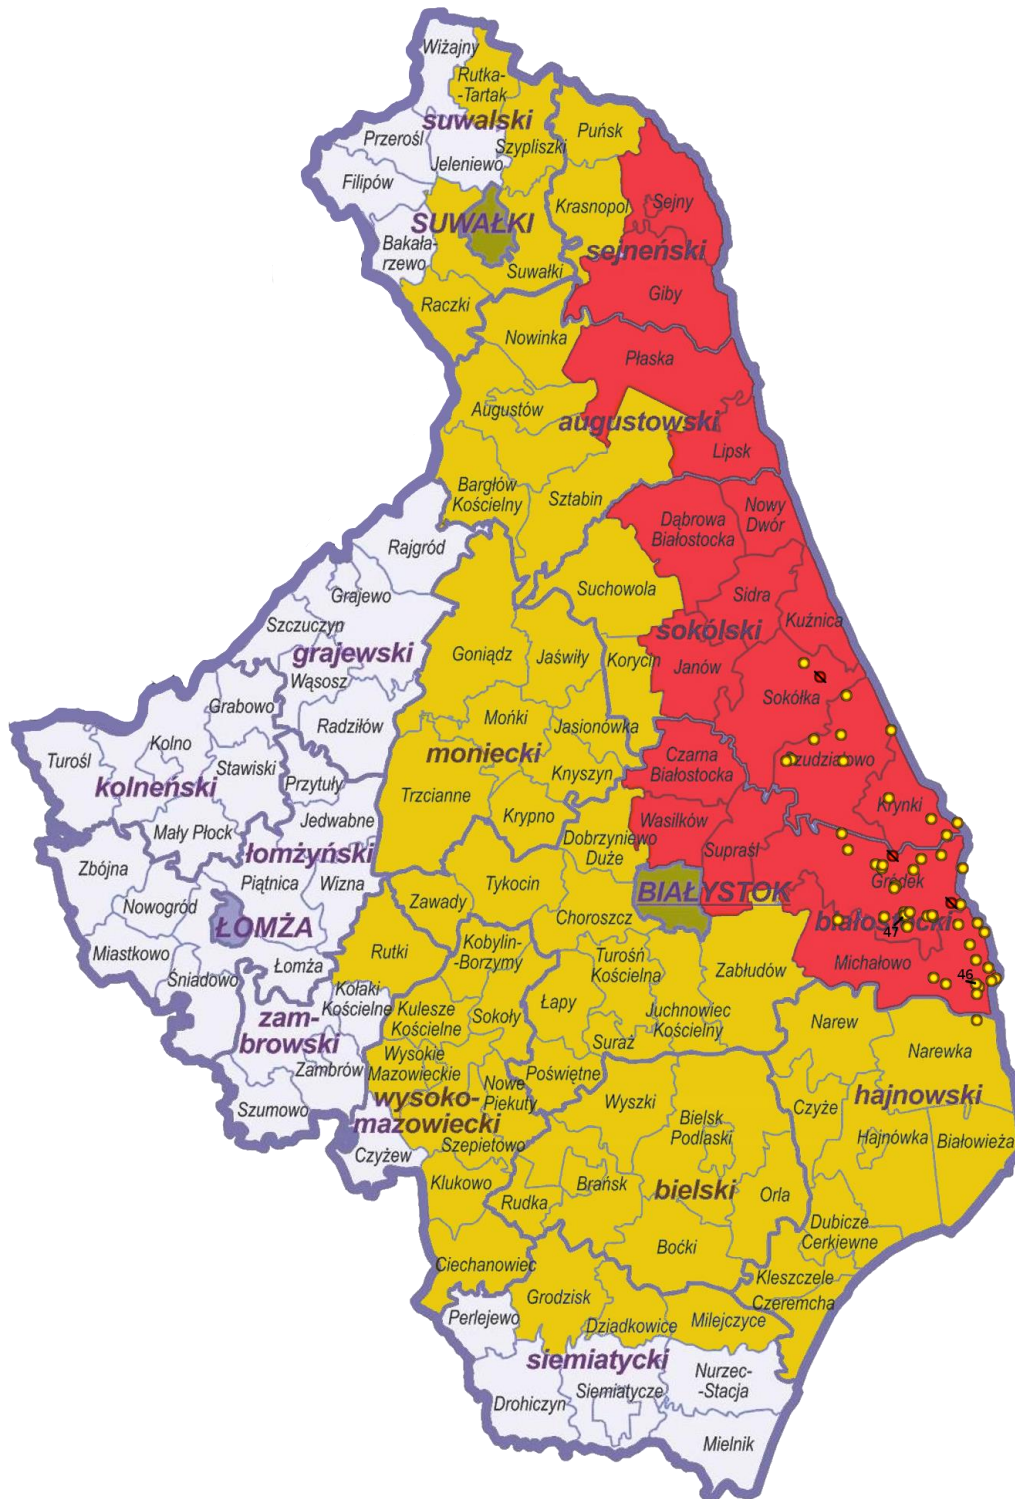 Wiżajny
Rutka-
-Tartak
suwalski
Puńsk
Przerośl
Szypliszki
Jeleniewo
Filipów
Sejny
Krasnopol
SUWAŁKI
Bakała-
rzewo
sejneński
Suwałki
Giby
Raczki
Nowinka
Płaska
Augustów
augustowski
Lipsk
Bargłów
Kościelny
Sztabin
Nowy
Dwór
Dąbrowa
Białostocka
Rajgród
Suchowola
Grajewo
Sidra
Kuźnica
Szczuczyn
sokólski
grajewski
Goniądz
Jaświły
Korycin
Janów
Wąsosz
Sokółka
Grabowo
Radziłów
Mońki
Jasionówka
Kolno
Turośl
moniecki
Czarna
Białostocka
Szudziałowo
Stawiski
Knyszyn
kolneński
Przytuły
Trzcianne
Krynki
Krypno
Wasilków
Jedwabne
Mały Płock
Dobrzyniewo
Duże
Supraśl
łomżyński
Zbójna
Piątnica
Wizna
Tykocin
Gródek
BIAŁYSTOK
Nowogród
Zawady
Choroszcz
białostocki
ŁOMŻA
47
Miastkowo
Rutki
Kobylin-
-Borzymy
Turośń
Kościelna
Michałowo
Śniadowo
Łomża
Zabłudów
46
Kołaki
Kościelne
Kulesze
Kościelne
Łapy
Sokoły
Juchnowiec
Kościelny
zam-
browski
Narew
Suraż
Narewka
Wysokie
Mazowieckie
Zambrów
Poświętne
Nowe
Piekuty
Czyże
hajnowski
wysoko-
mazowiecki
Wyszki
Szumowo
Bielsk
Podlaski
Hajnówka
Białowieża
Szepietowo
Czyżew
Klukowo
Brańsk
bielski
Orla
Rudka
Dubicze
Cerkiewne
Boćki
Ciechanowiec
Kleszczele
Grodzisk
Czeremcha
Perlejewo
Dziadkowice
Milejczyce
siemiatycki
Nurzec-
-Stacja
Drohiczyn
Siemiatycze
Mielnik